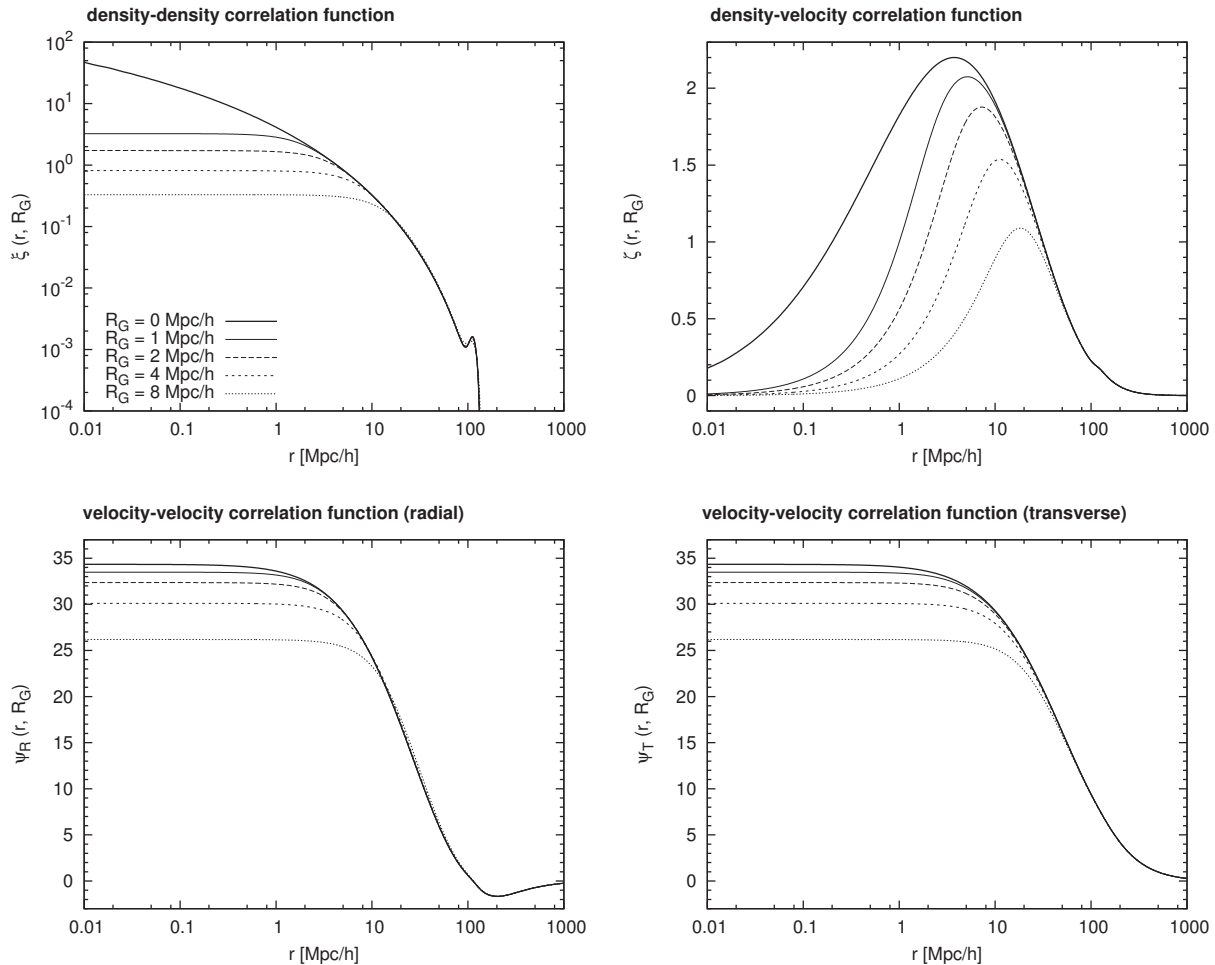 density-density correlation function
10^2
10^1
10^0
10^-1
10^-2
10^-3
10^-4
ξ (r, R_G)
R_G = 0 Mpc/h
R_G = 1 Mpc/h
R_G = 2 Mpc/h
R_G = 4 Mpc/h
R_G = 8 Mpc/h
0.01 0.1 1 10 100 1000
r [Mpc/h]
density-velocity correlation function
2
1.5
1
0.5
0
ζ (r, R_G)
0.01 0.1 1 10 100 1000
r [Mpc/h]
velocity-velocity correlation function (radial)
35
30
25
20
15
10
5
0
ψ_R (r, R_G)
0.01 0.1 1 10 100 1000
r [Mpc/h]
velocity-velocity correlation function (transverse)
35
30
25
20
15
10
5
0
ψ_T (r, R_G)
0.01 0.1 1 10 100 1000
r [Mpc/h]